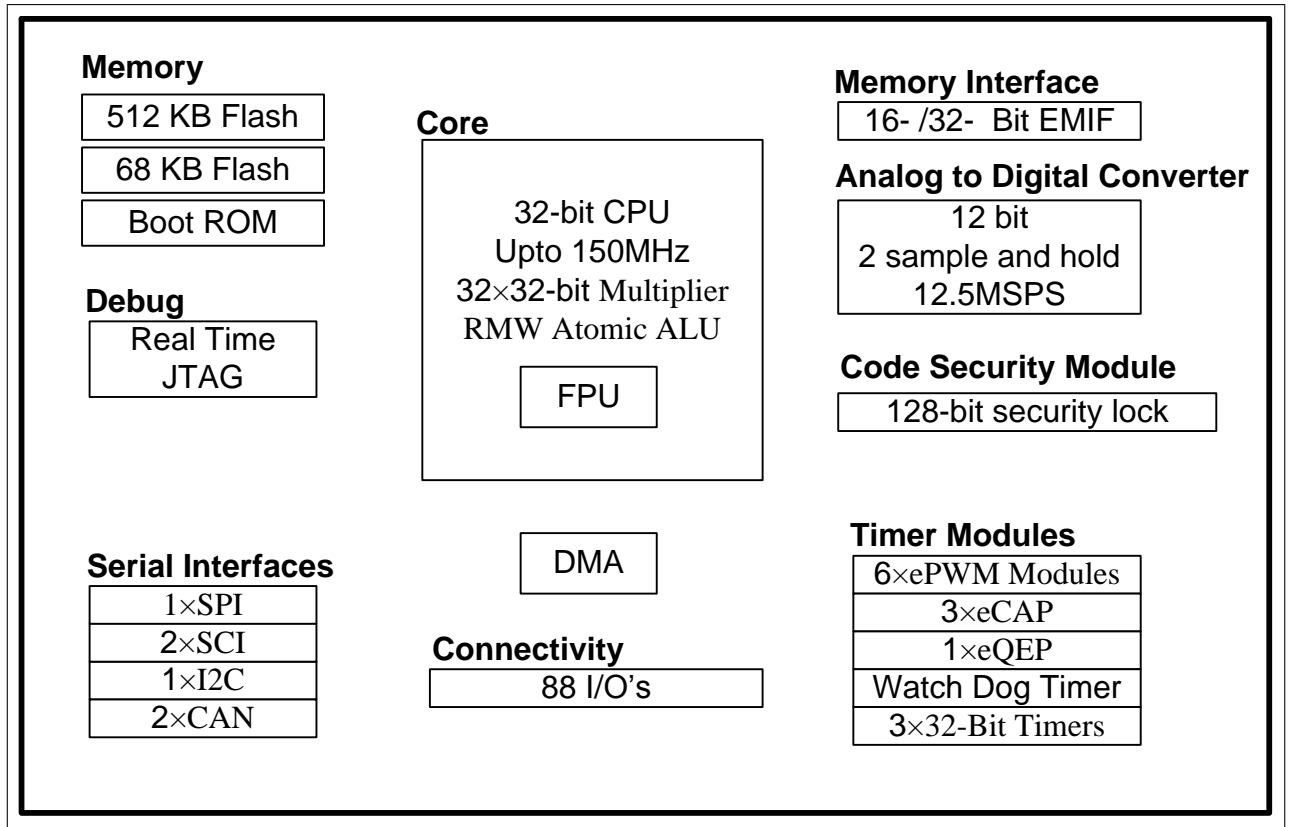 Memory
512 KB Flash
68 KB Flash
Boot ROM
Debug
Real Time
JTAG
Serial Interfaces
1×SPI
2×SCI
1×I2C
2×CAN
Core
32-bit CPU
Upto 150MHz
32×32-bit Multiplier
RMW Atomic ALU
FPU
DMA
Connectivity
88 I/O's
Memory Interface
16- /32-  Bit EMIF
Analog to Digital Converter
12 bit
2 sample and hold
12.5MSPS
Code Security Module
128-bit security lock
Timer Modules
6×ePWM Modules
3×eCAP
1×eQEP
Watch Dog Timer
3×32-Bit Timers